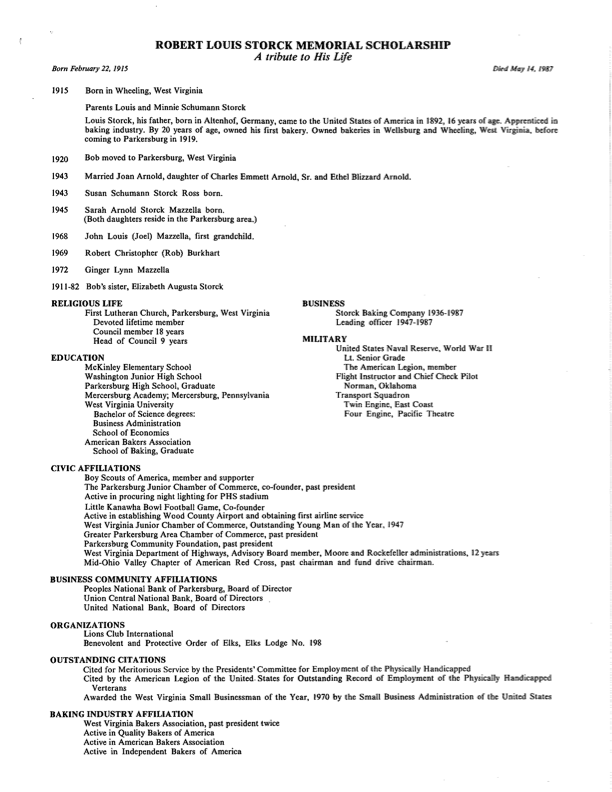 ROBERT LOUIS STORCK MEMORIAL SCHOLARSHIP
A tribute to His Life
Born February 22, 1915
Died May 14, 1987
1915 Born in Wheeling, West Virginia
Parents Louis and Minnie Schumann Storck
Louis Storck, his father, born in Altenhof, Germany, came to the United States of America in 1892, 16 years of age. Apprenticed in
baking industry. By 20 years of age, owned his first bakery. Owned bakeries in Wellsburg and Wheeling, West Virginia, before
coming to Parkersburg in 1919.
1920 Bob moved to Parkersburg, West Virginia
1943 Married Joan Arnold, daughter of Charles Emmett Arnold, Sr. and Ethel Blizzard Arnold.
1943 Susan Schumann Storck Ross born.
1945 Sarah Arnold Storck Mazzella born.
(Both daughters reside in the Parkersburg area.)
1968 John Louis (Joel) Mazzella, first grandchild.
1969 Robert Christopher (Rob) Burkhart
1972 Ginger Lynn Mazzella
1911-82 Bob's sister, Elizabeth Augusta Storck
RELIGIOUS LIFE
First Lutheran Church, Parkersburg, West Virginia
Devoted lifetime member
Council member 18 years
Head of Council 9 years
EDUCATION
McKinley Elementary School
Washington Junior High School
Parkersburg High School, Graduate
Mercersburg Academy; Mercersburg, Pennsylvania
West Virginia University
Bachelor of Science degrees:
Business Administration
School of Economics
American Bakers Association
School of Baking, Graduate
BUSINESS
Storck Baking Company 1936-1987
Leading officer 1947-1987
MILITARY
United States Naval Reserve, World War II
Lt. Senior Grade
The American Legion, member
Flight Instructor and Chief Check Pilot
Norman, Oklahoma
Transport Squadron
Twin Engine, East Coast
Four Engine, Pacific Theatre
CIVIC AFFILIATIONS
Boy Scouts of America, member and supporter
The Parkersburg Junior Chamber of Commerce, co-founder, past president
Active in procuring night lighting for PHS stadium
Little Kanawha Bowl Football Game, Co-founder
Active in establishing Wood County Airport and obtaining first airline service
West Virginia Junior Chamber of Commerce, Outstanding Young Man of the Year, 1947
Greater Parkersburg Area Chamber of Commerce, past president
Parkersburg Community Foundation, past president
West Virginia Department of Highways, Advisory Board member, Moore and Rockefeller administrations, 12 years
Mid-Ohio Valley Chapter of American Red Cross, past chairman and fund drive chairman.
BUSINESS COMMUNITY AFFILIATIONS
Peoples National Bank of Parkersburg, Board of Director
Union Central National Bank, Board of Directors
United National Bank, Board of Directors
ORGANIZATIONS
Lions Club International
Benevolent and Protective Order of Elks, Elks Lodge No. 198
OUTSTANDING CITATIONS
Cited for Meritorious Service by the Presidents' Committee for Employment of the Physically Handicapped
Cited by the American Legion of the United States for Outstanding Record of Employment of the Physically Handicapped
Verterans
Awarded the West Virginia Small Businessman of the Year, 1970 by the Small Business Administration of the United States
BAKING INDUSTRY AFFILIATION
West Virginia Bakers Association, past president twice
Active in Quality Bakers of America
Active in American Bakers Association
Active in Independent Bakers of America